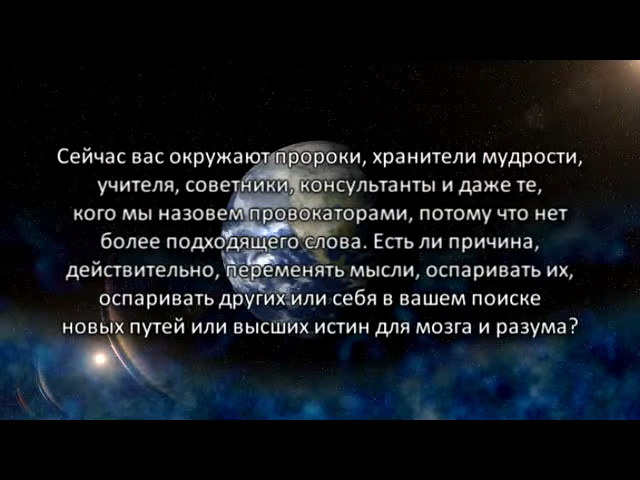 Сейчас вас окружают пророки, хранители мудрости,
учителя, советники, консультанты и даже те,
кого мы назовем провокаторами, потому что нет
более подходящего слова. Есть ли причина,
действительно, переменять мысли, оспаривать их,
оспаривать других или себя в вашем поиске
новых путей или высших истин для мозга и разума?